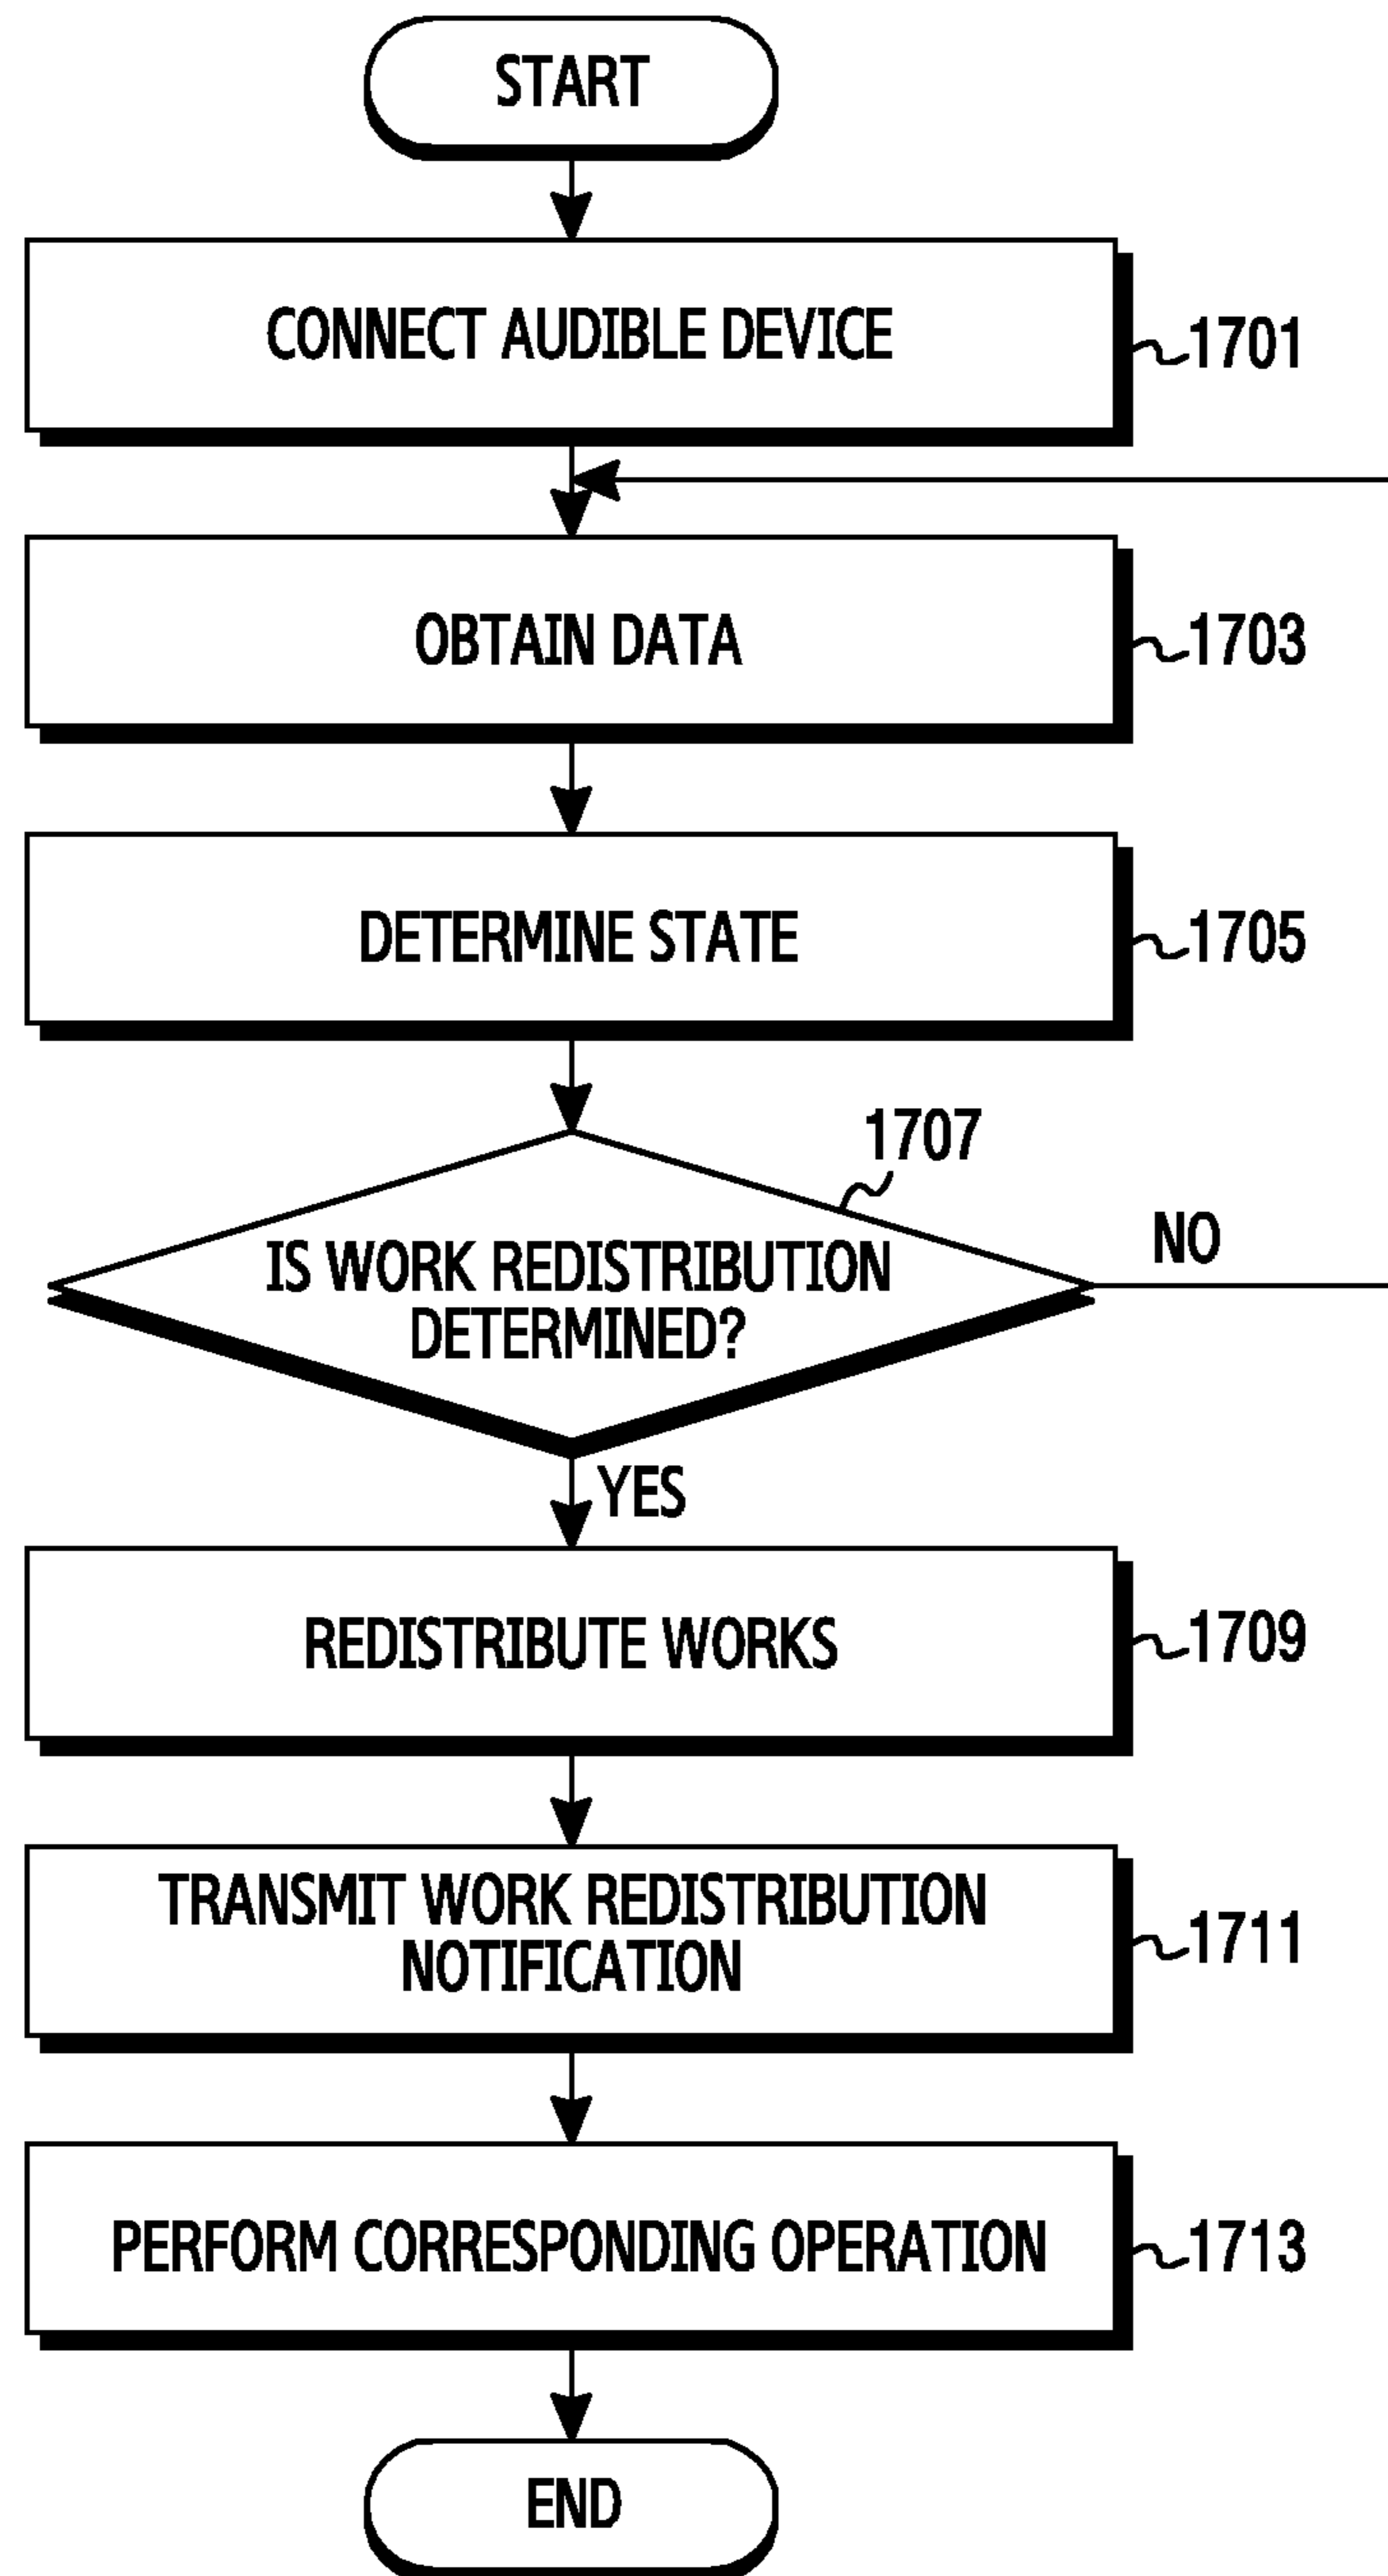 START
CONNECT AUDIBLE DEVICE
1701
OBTAIN DATA
1703
DETERMINE STATE
1705
1707
IS WORK REDISTRIBUTION
DETERMINED?
NO
YES
REDISTRIBUTE WORKS
1709
TRANSMIT WORK REDISTRIBUTION
NOTIFICATION
1711
PERFORM CORRESPONDING OPERATION
1713
END